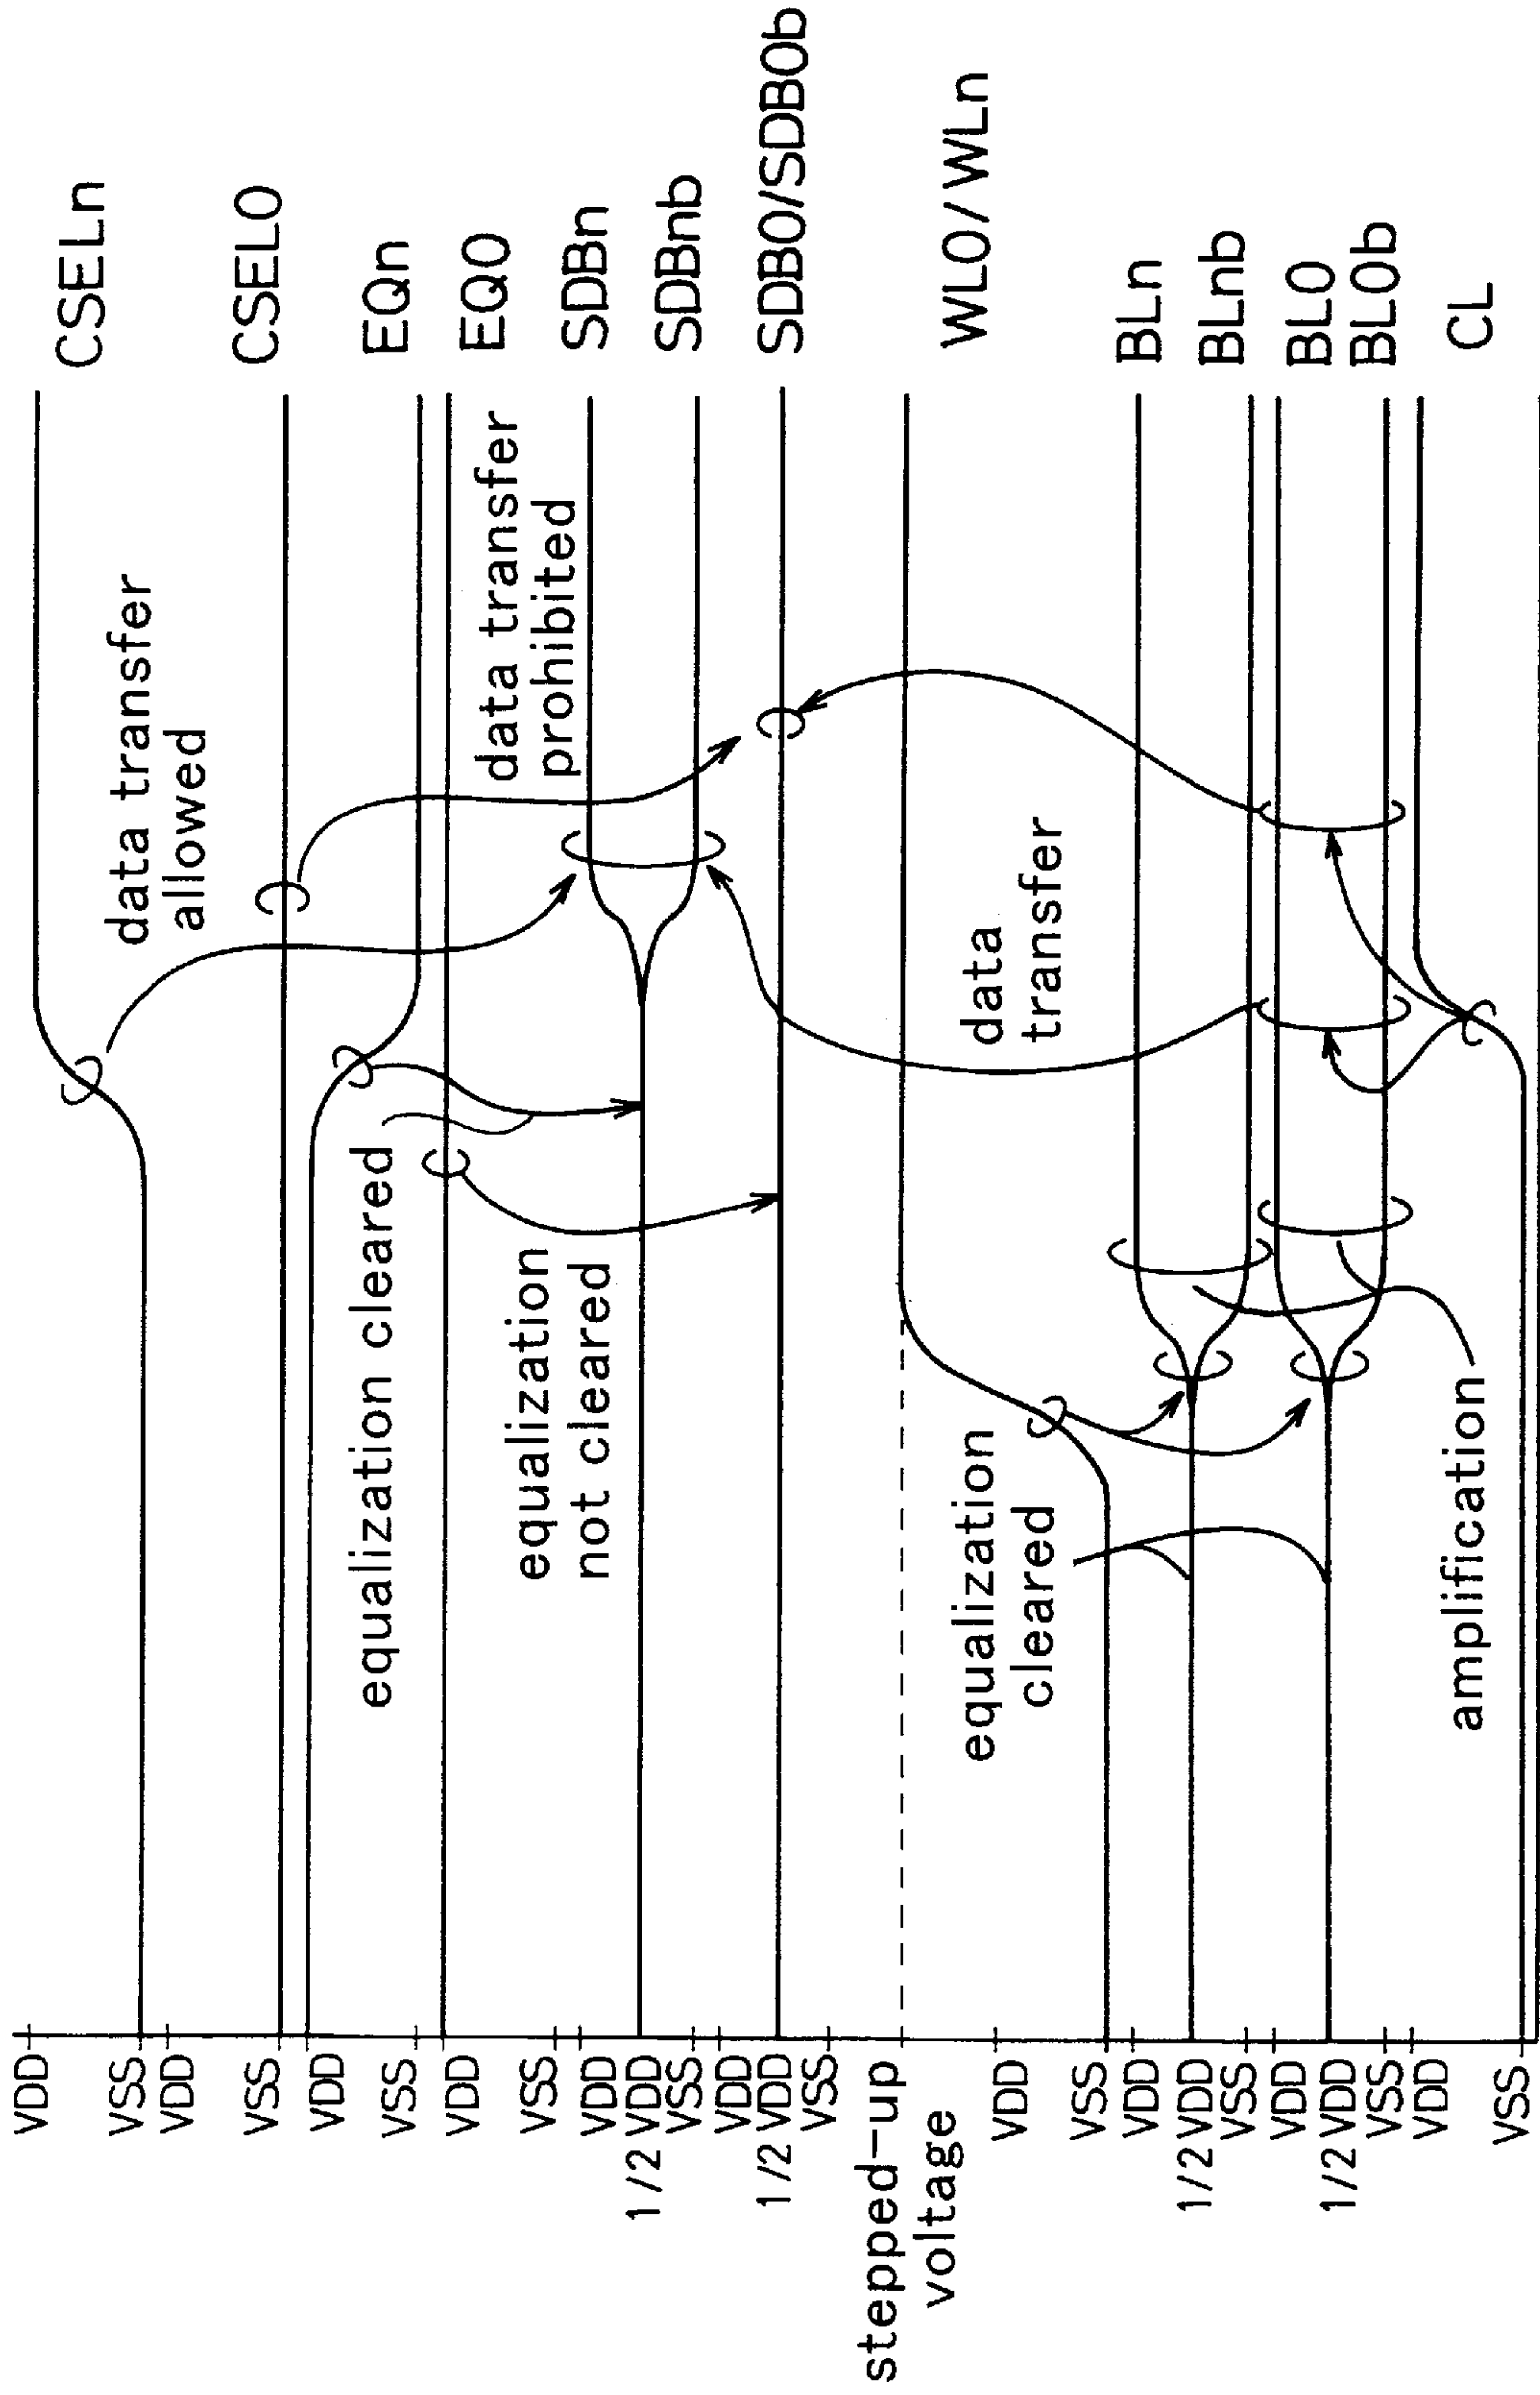 VDD
CSELn
VSS
data transfer
allowed
VDD
CSEL0
VSS
VDD
equalization cleared
EQn
VSS
VDD
EQ0
data transfer
prohibited
equalization
not cleared
VSS
VDD
SDBn
1/2 VDD
SDBnb
VSS
VDD
1/2 VDD
SDB0/SDB0b
VSS
stepped-up
voltage
WL0/WLn
equalization
cleared
data
transfer
VDD
VSS
VDD
BLn
1/2 VDD
BLnb
VSS
VDD
BL0
1/2 VDD
BL0b
VSS
VDD
amplification
CL
VSS